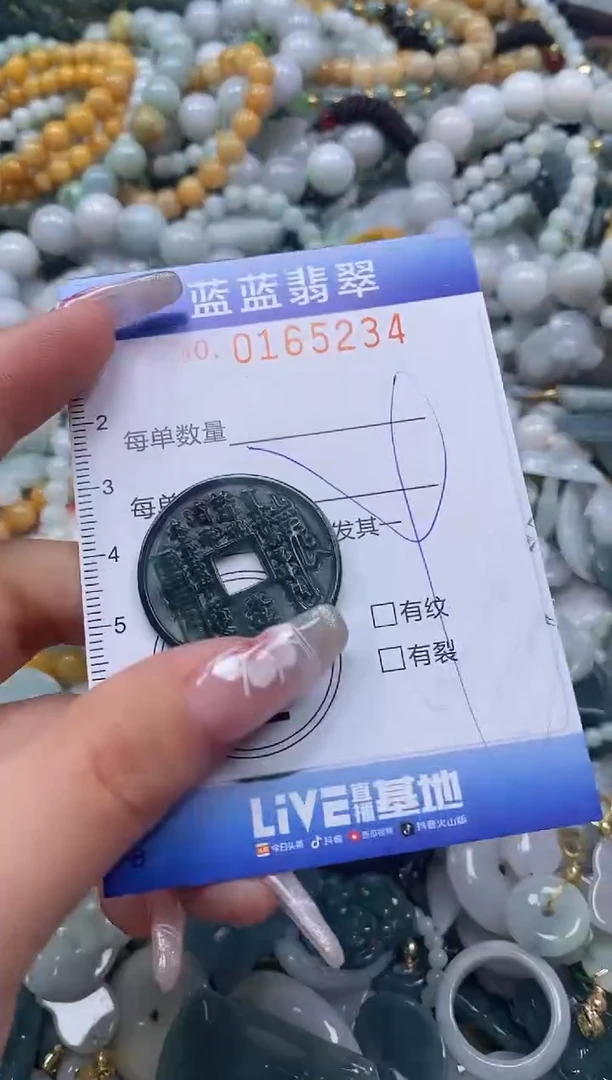 蓝蓝翡翠
NO. 0165234
2
每单数量
3
每单
发其一
4
□有纹
5
□有裂
LiVE直播基地
今日头条 抖音 西瓜视频 抖音火山版